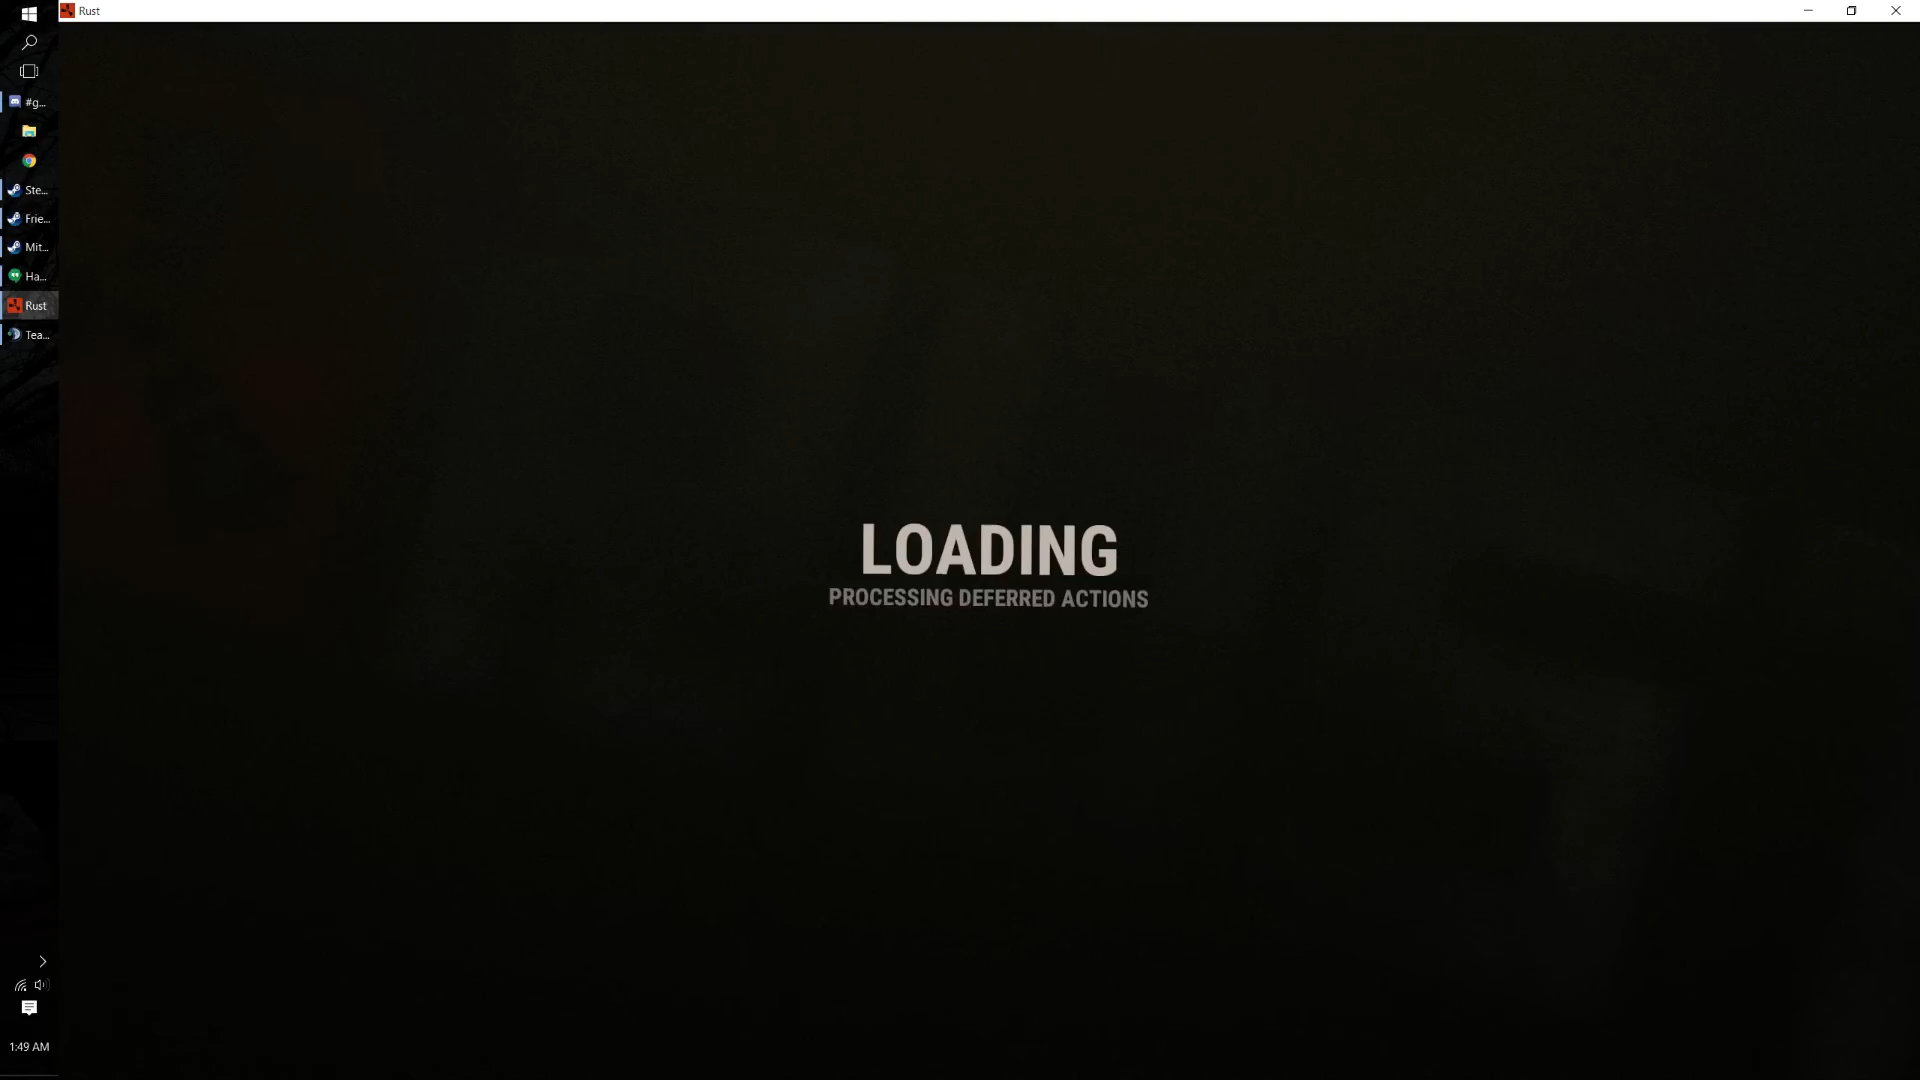 Rust
#g...
Ste...
Frie...
Mit...
Ha...
Rust
Tea...
LOADING
PROCESSING DEFERRED ACTIONS
1:49 AM